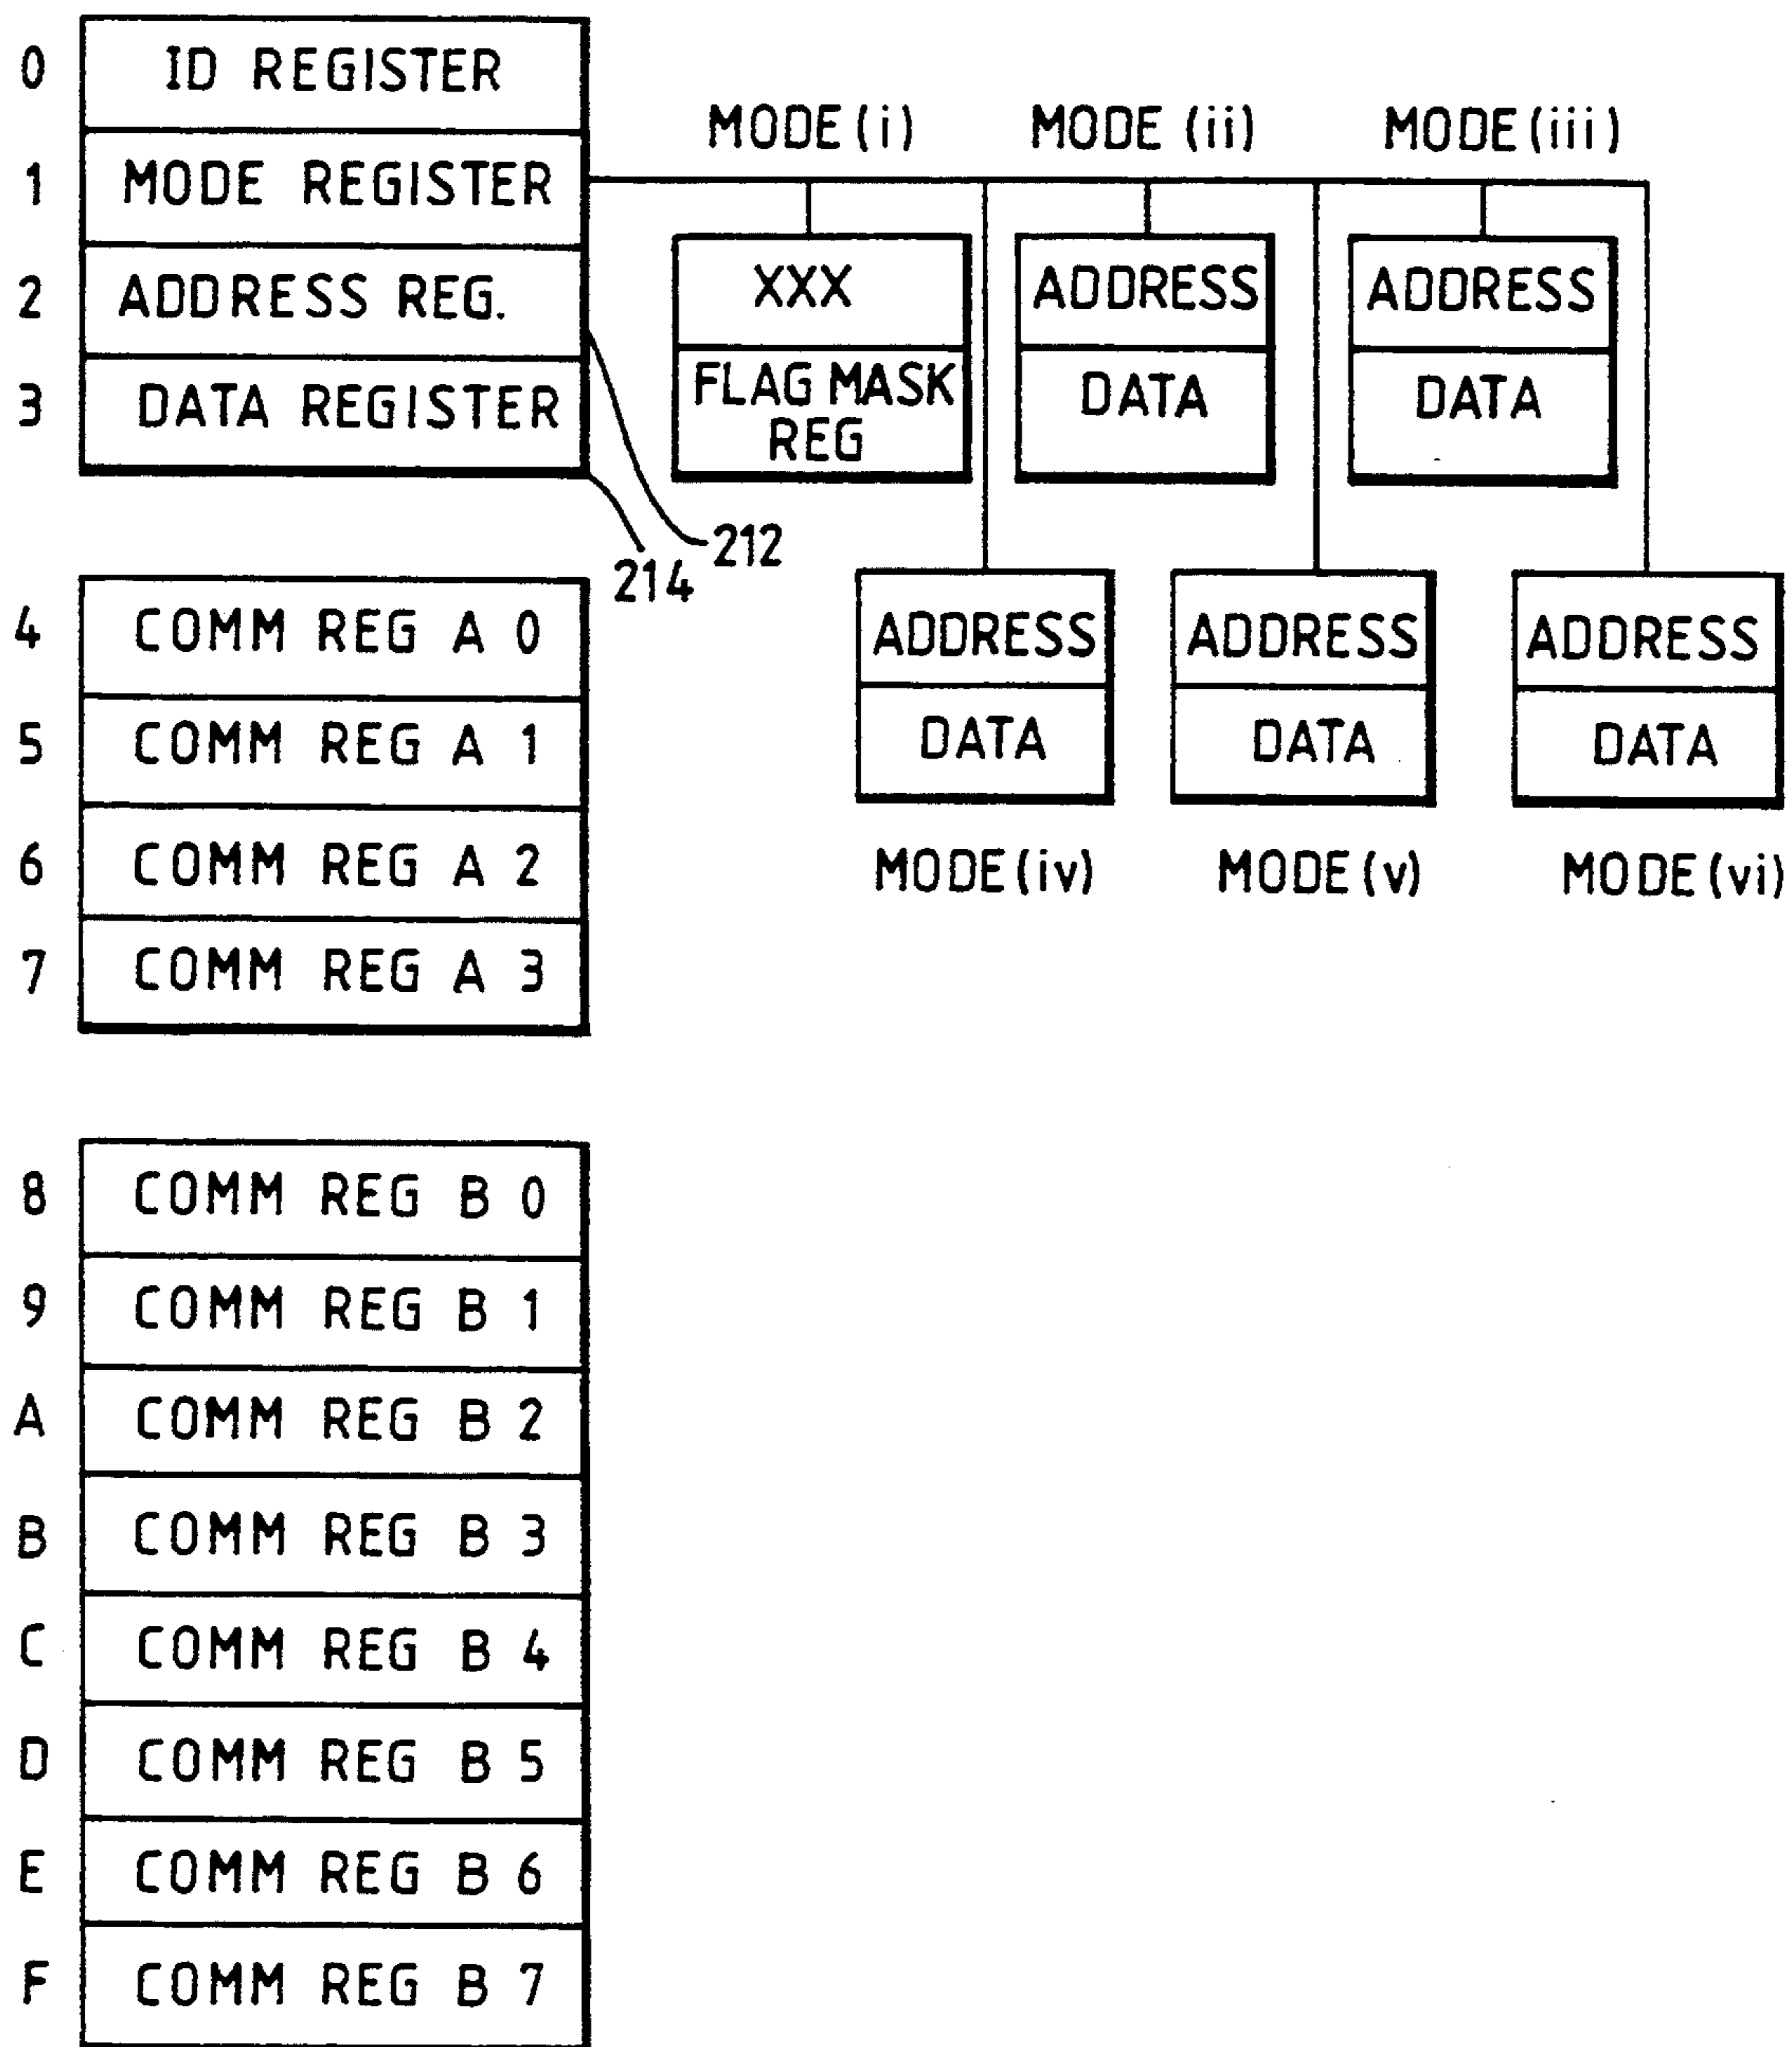 0 ID REGISTER
1 MODE REGISTER
2 ADDRESS REG.
3 DATA REGISTER
212
214
MODE(i) MODE (ii) MODE(iii)
XXX
FLAG MASK
REG
ADDRESS
DATA
ADDRESS
DATA
ADDRESS
DATA
ADDRESS
DATA
ADDRESS
DATA
MODE(iv) MODE(v) MODE(vi)
4 COMM REG A 0
5 COMM REG A 1
6 COMM REG A 2
7 COMM REG A 3
8 COMM REG B 0
9 COMM REG B 1
A COMM REG B 2
B COMM REG B 3
C COMM REG B 4
D COMM REG B 5
E COMM REG B 6
F COMM REG B 7